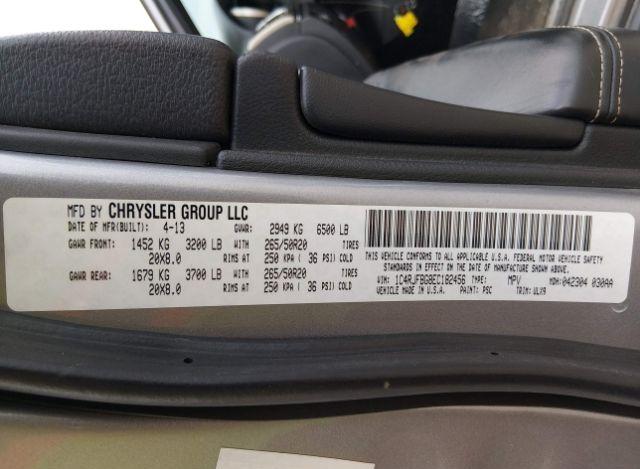 MFD BY CHRYSLER GROUP LLC
DATE OF MFR(BUILT): 4-13 GVWR: 2949 KG 6500 LB
GAWR FRONT: 1452 KG 3200 LB WITH 265/50R20 TIRES
20X8.0 RIMS AT 250 KPA ( 36 PSI) COLD
GAWR REAR: 1679 KG 3700 LB WITH 265/50R20 TIRES
20X8.0 RIMS AT 250 KPA ( 36 PSI) COLD
THIS VEHICLE CONFORMS TO ALL APPLICABLE U.S.A. FEDERAL MOTOR VEHICLE SAFETY
STANDARDS IN EFFECT ON THE DATE OF MANUFACTURE SHOWN ABOVE.
VIN: 1C4RJFBG8EC182456 TYPE: MPV MDH: 042304 030AA
VEHICLE MADE IN U.S.A. PAINT: PSC TRIM: VLX9